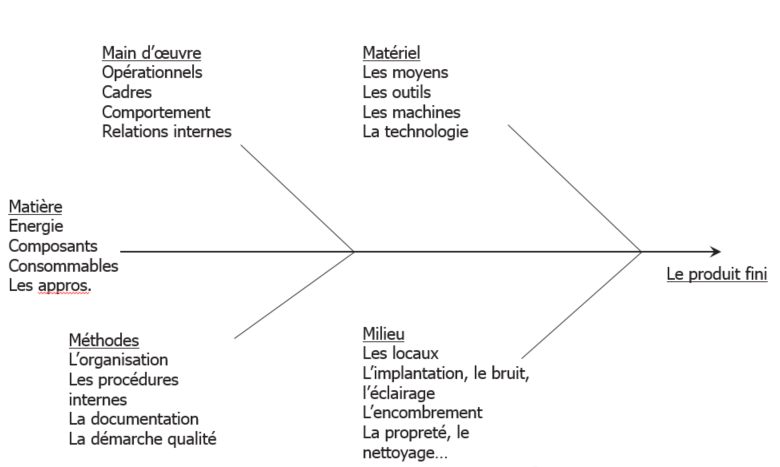 Main d’œuvre
Opérationnels
Cadres
Comportement
Relations internes
Matériel
Les moyens
Les outils
Les machines
La technologie
Matière
Energie
Composants
Consommables
Les appros.
Le produit fini
Méthodes
L’organisation
Les procédures
internes
La documentation
La démarche qualité
Milieu
Les locaux
L’implantation, le bruit,
l’éclairage
L’encombrement
La propreté, le
nettoyage…